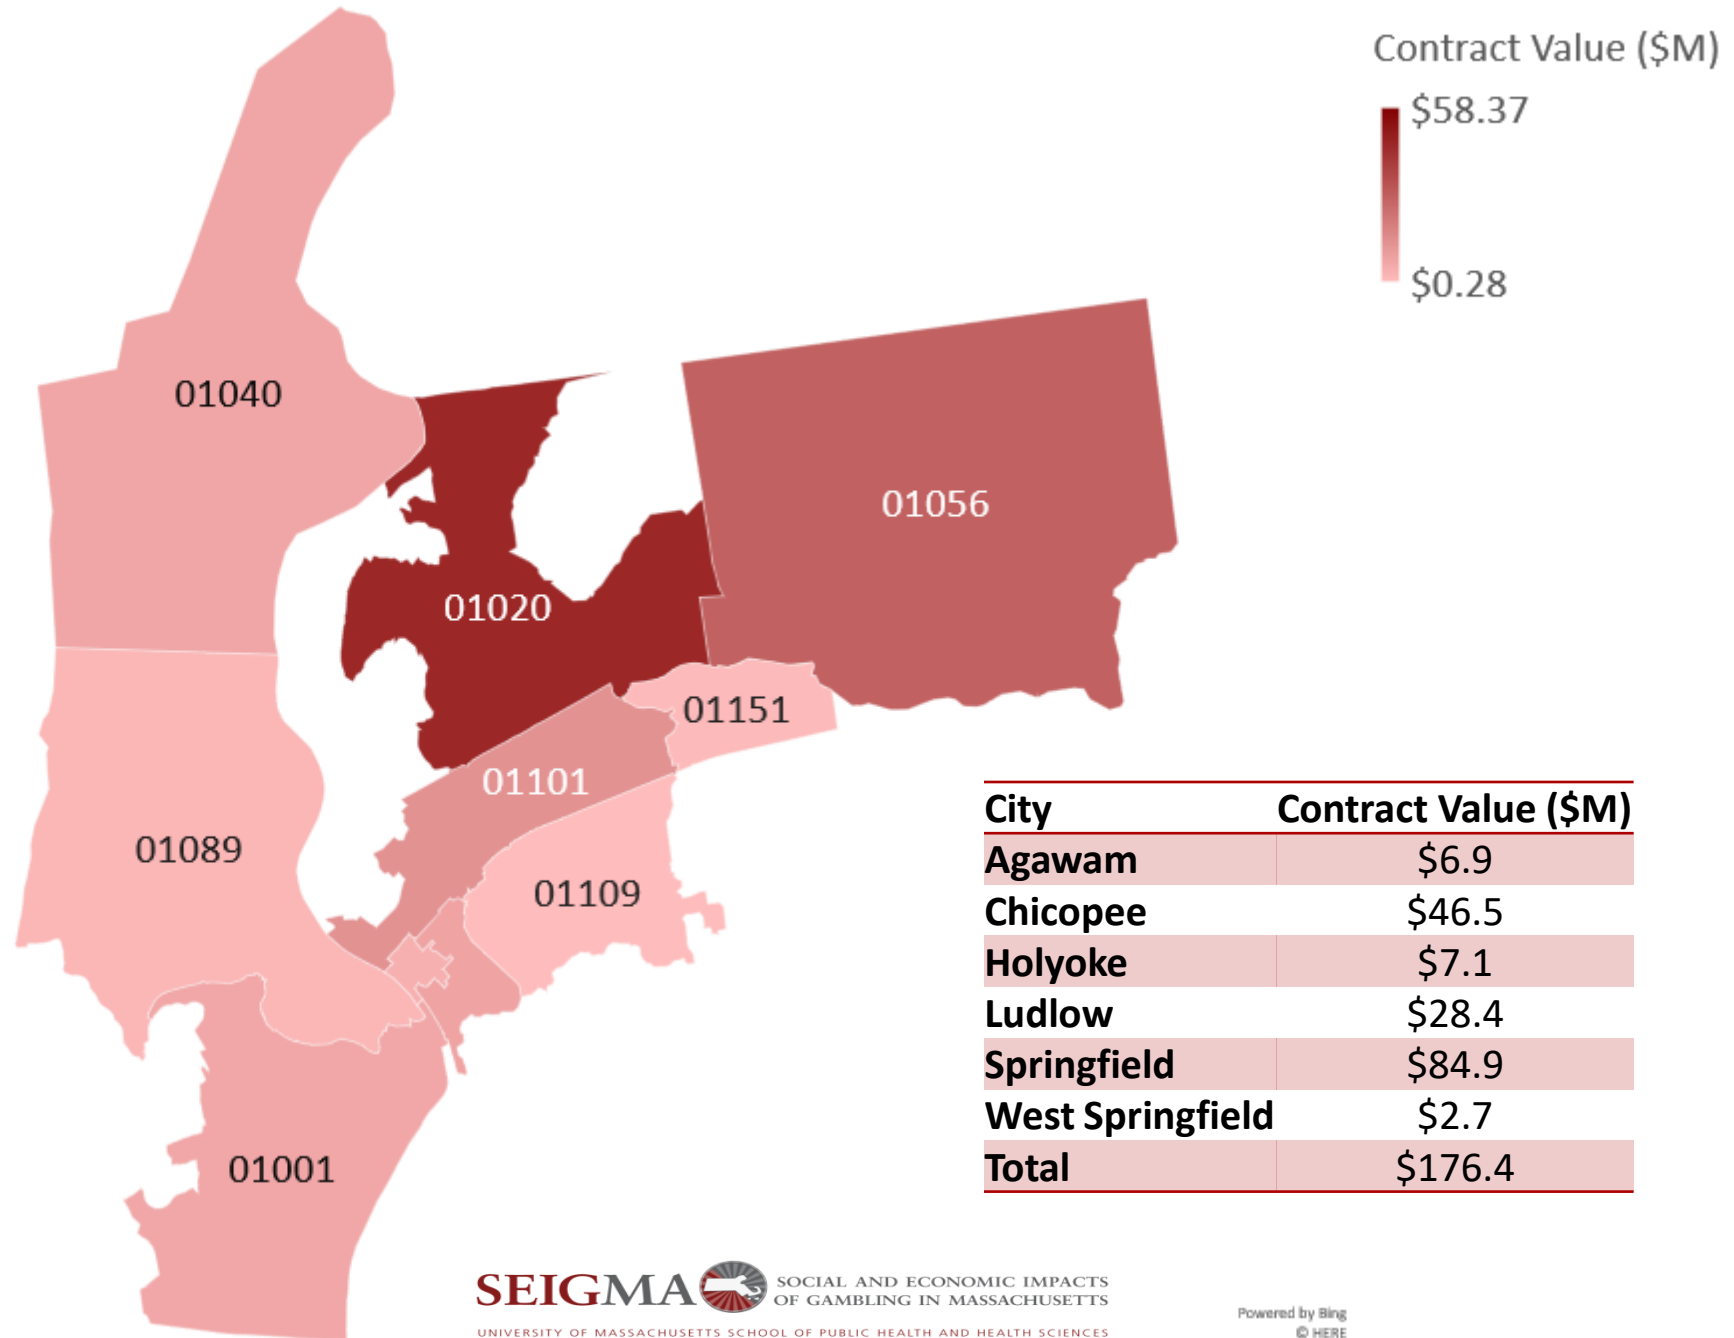 Contract Value ($M)
$58.37
$0.28
01040
01056
01020
01151
01101
01089
01109
01001
City Contract Value ($M)
Agawam $6.9
Chicopee $46.5
Holyoke $7.1
Ludlow $28.4
Springfield $84.9
West Springfield $2.7
Total $176.4
SEIGMA SOCIAL AND ECONOMIC IMPACTS
OF GAMBLING IN MASSACHUSETTS
UNIVERSITY OF MASSACHUSETTS SCHOOL OF PUBLIC HEALTH AND HEALTH SCIENCES
Powered by Bing
© HERE